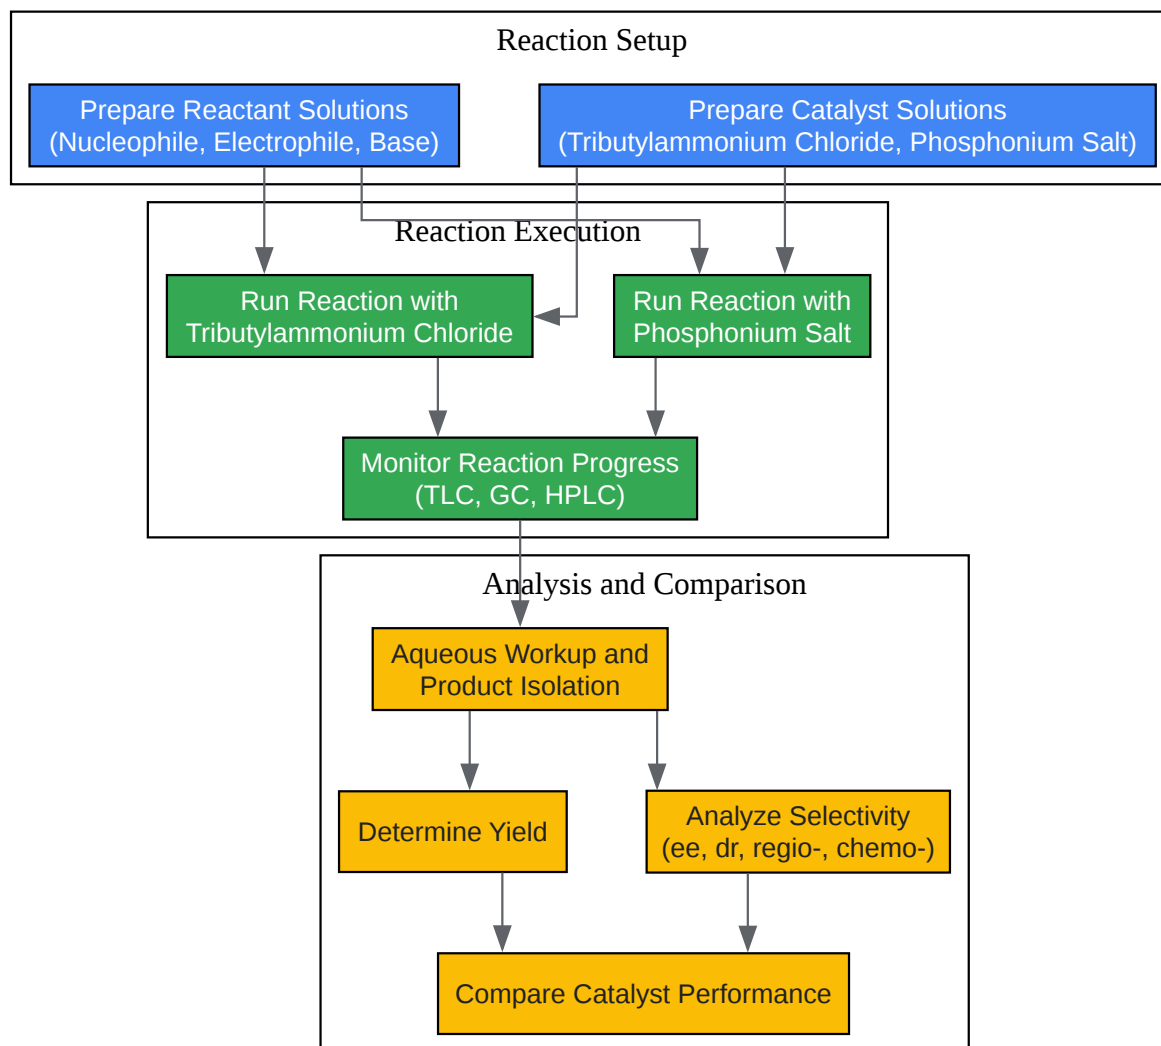 Reaction Setup
Prepare Reactant Solutions
(Nucleophile, Electrophile, Base)
Prepare Catalyst Solutions
(Tributylammonium Chloride, Phosphonium Salt)
Reaction Execution
Run Reaction with
Tributylammonium Chloride
Run Reaction with
Phosphonium Salt
Monitor Reaction Progress
(TLC, GC, HPLC)
Analysis and Comparison
Aqueous Workup and
Product Isolation
Determine Yield
Analyze Selectivity
(ee, dr, regio-, chemo-)
Compare Catalyst Performance